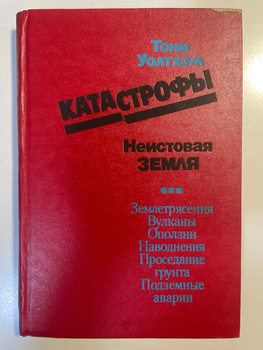 Тони
Уолтхэм
КАТАСТРОФЫ
Неистовая
ЗЕМЛЯ
***
Землетрясения
Вулканы
Оползни
Наводнения
Проседание
грунта
Подземные
аварии